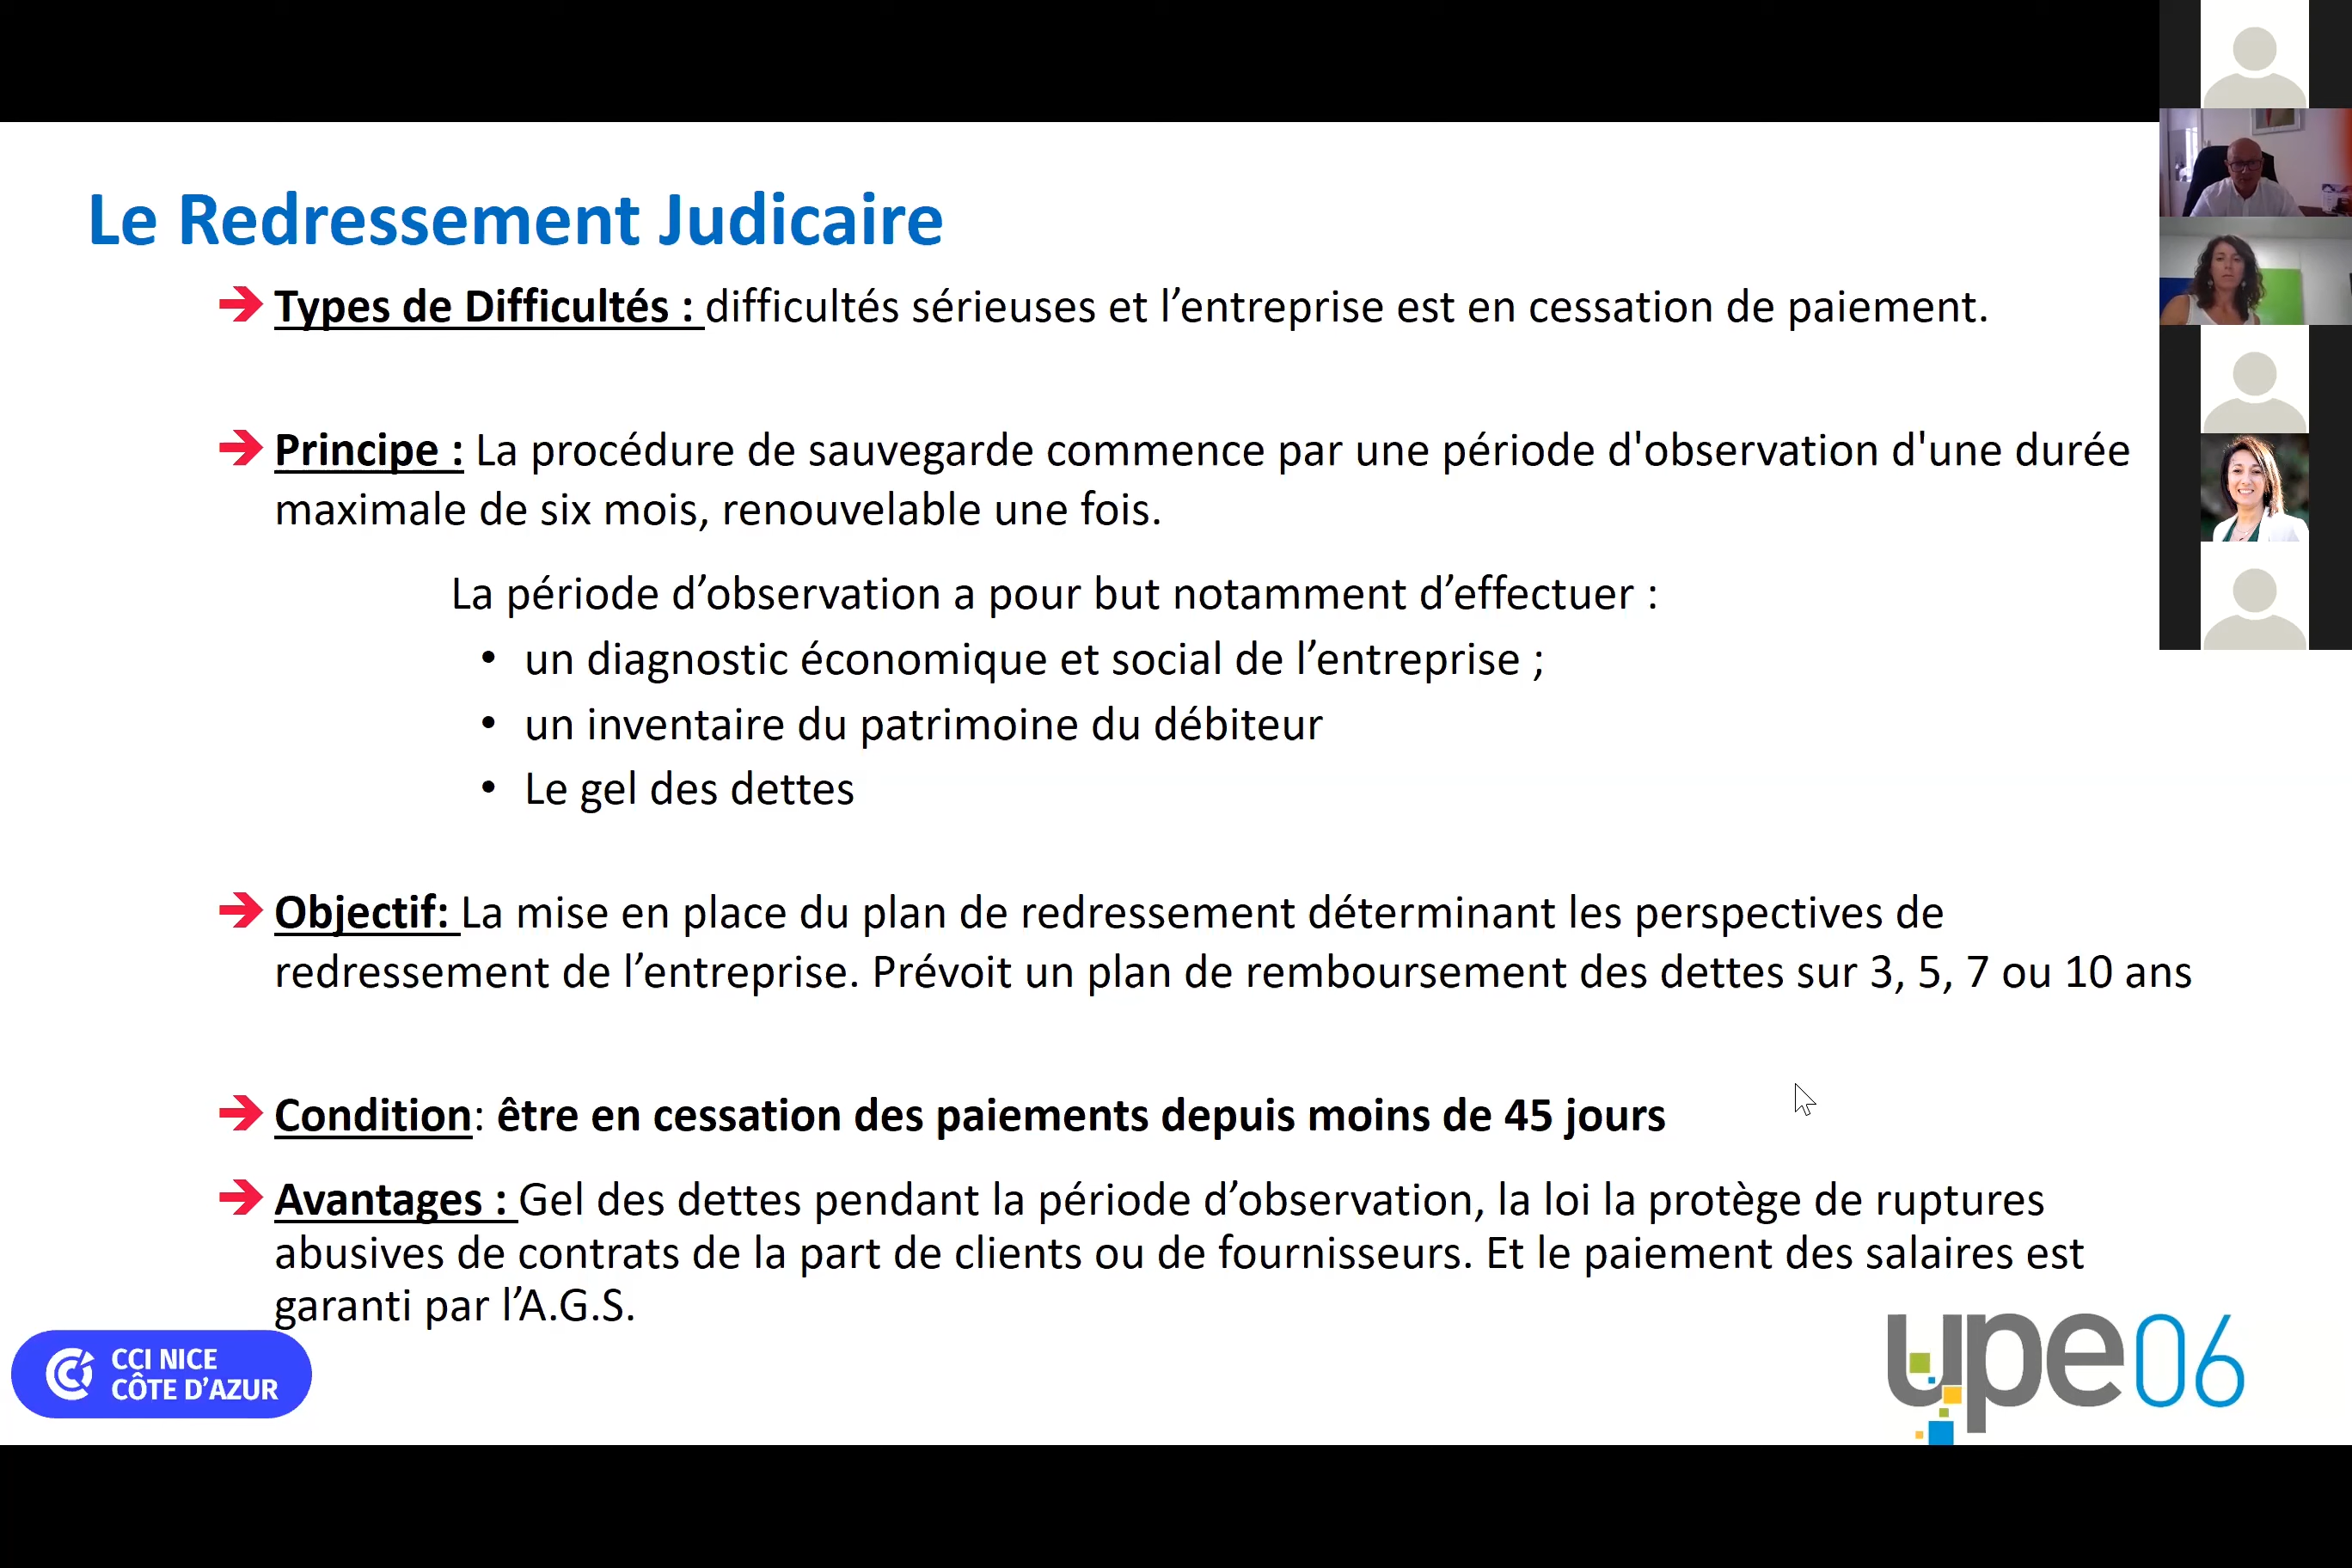 Le Redressement Judicaire
Types de Difficultés : difficultés sérieuses et l’entreprise est en cessation de paiement.
Principe : La procédure de sauvegarde commence par une période d'observation d'une durée
maximale de six mois, renouvelable une fois.
La période d’observation a pour but notamment d’effectuer :
• un diagnostic économique et social de l’entreprise ;
• un inventaire du patrimoine du débiteur
• Le gel des dettes
Objectif: La mise en place du plan de redressement déterminant les perspectives de
redressement de l’entreprise. Prévoit un plan de remboursement des dettes sur 3, 5, 7 ou 10 ans
Condition: être en cessation des paiements depuis moins de 45 jours
Avantages : Gel des dettes pendant la période d’observation, la loi la protège de ruptures
abusives de contrats de la part de clients ou de fournisseurs. Et le paiement des salaires est
garanti par l’A.G.S.
CCI NICE
CÔTE D’AZUR
upe06